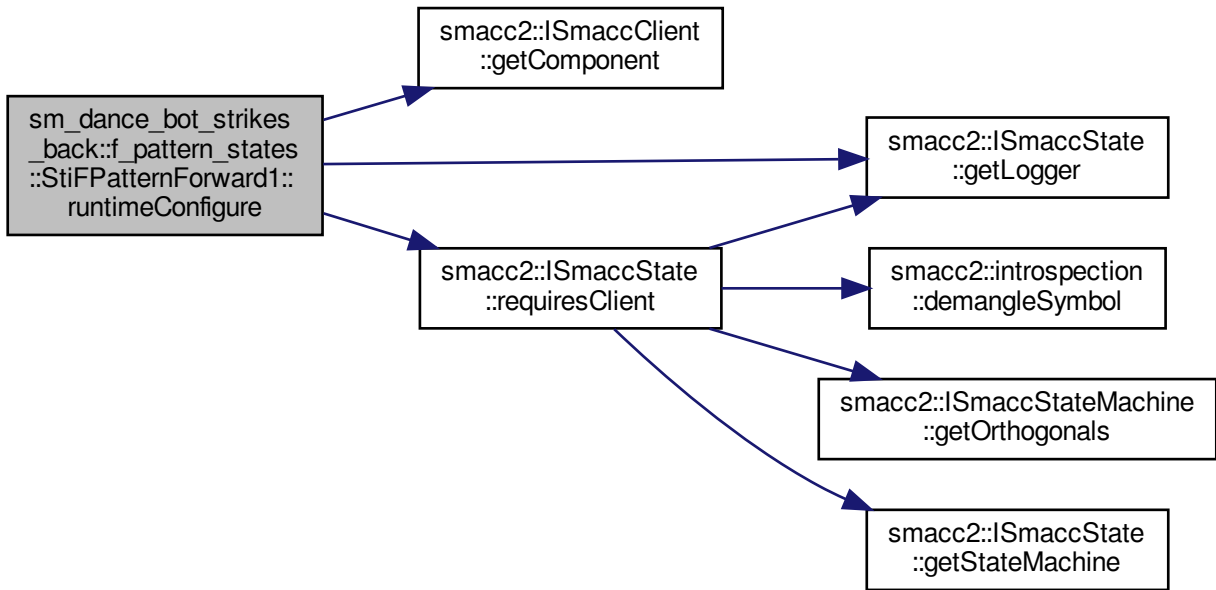 smacc2::ISmaccClient
::getComponent
sm_dance_bot_strikes
_back::f_pattern_states
::StiFPatternForward1::
runtimeConfigure
smacc2::ISmaccState
::getLogger
smacc2::ISmaccState
::requiresClient
smacc2::introspection
::demangleSymbol
smacc2::ISmaccStateMachine
::getOrthogonals
smacc2::ISmaccState
::getStateMachine